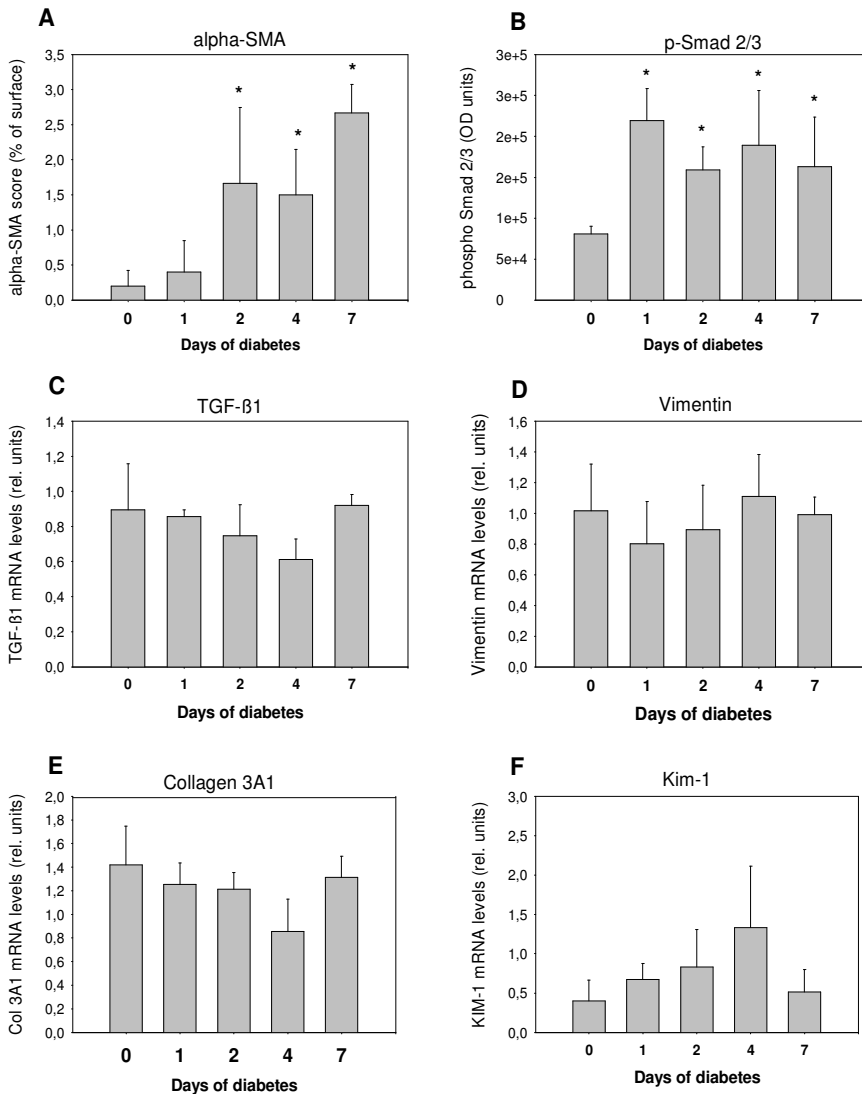 A
alpha-SMA
alpha-SMA score (% of surface)
3,5
3,0
2,5
2,0
1,5
1,0
0,5
0,0
* * *
0 1 2 4 7
Days of diabetes
B
p-Smad 2/3
phospho Smad 2/3 (OD units)
3e+5
3e+5
2e+5
2e+5
1e+5
5e+4
0
* * * *
0 1 2 4 7
Days of diabetes
C
TGF-ß1
TGF-ß1 mRNA levels (rel. units)
1,4
1,2
1,0
0,8
0,6
0,4
0,2
0,0
0 1 2 4 7
Days of diabetes
D
Vimentin
Vimentin mRNA levels (rel. units)
1,6
1,4
1,2
1,0
0,8
0,6
0,4
0,2
0,0
0 1 2 4 7
Days of diabetes
E
Collagen 3A1
Col 3A1 mRNA levels (rel. units)
2,0
1,8
1,6
1,4
1,2
1,0
0,8
0,6
0,4
0,2
0,0
0 1 2 4 7
Days of diabetes
F
Kim-1
KIM-1 mRNA levels (rel. units)
3,0
2,5
2,0
1,5
1,0
0,5
0,0
0 1 2 4 7
Days of diabetes